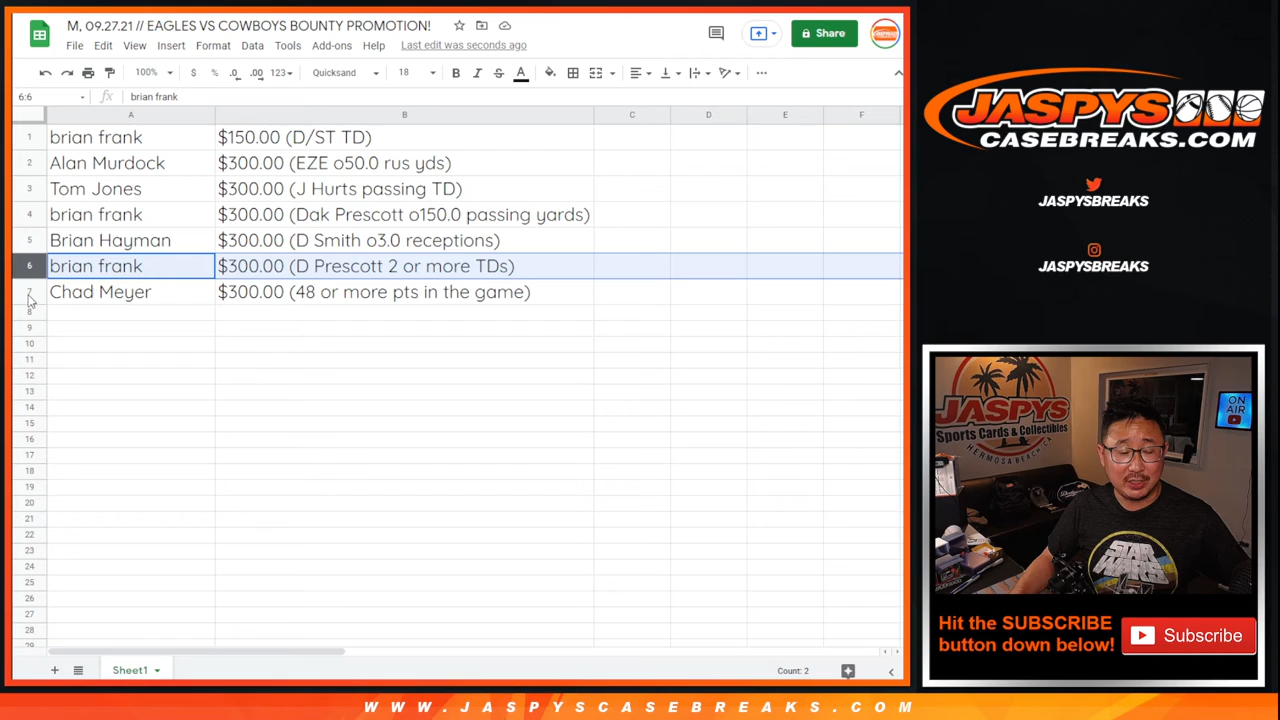 M, 09.27.21 // EAGLES VS COWBOYS BOUNTY PROMOTION!
File Edit View Insert Format Data Tools Add-ons Help Last edit was seconds ago
Share
100% $ % .0 .00 123 Quicksand 18 B I S A
6:6 fx brian frank
A B C D E F
1 brian frank $150.00 (D/ST TD)
2 Alan Murdock $300.00 (EZE o50.0 rus yds)
3 Tom Jones $300.00 (J Hurts passing TD)
4 brian frank $300.00 (Dak Prescott o150.0 passing yards)
5 Brian Hayman $300.00 (D Smith o3.0 receptions)
6 brian frank $300.00 (D Prescott 2 or more TDs)
7 Chad Meyer $300.00 (48 or more pts in the game)
8
9
10
11
12
13
14
15
16
17
18
19
20
21
22
23
24
25
26
27
28
29
Sheet1 Count: 2
JASPYS
CASEBREAKS.COM
JASPYSBREAKS
JASPYSBREAKS
JASPYS
Sports Cards & Collectibles
HERMOSA BEACH, CA
ON
AIR
STAR
WARS
Hit the SUBSCRIBE
button down below!
Subscribe
WWW.JASPYSCASEBREAKS.COM